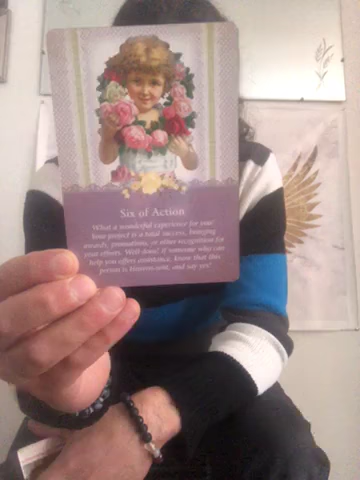 Six of Action
What a wonderful experience for you!
Your project is a total success, bringing
awards, promotions, or other recognition for
your efforts. Well done! If someone who can
help you offers assistance, know that this
person is Heaven-sent, and say yes!